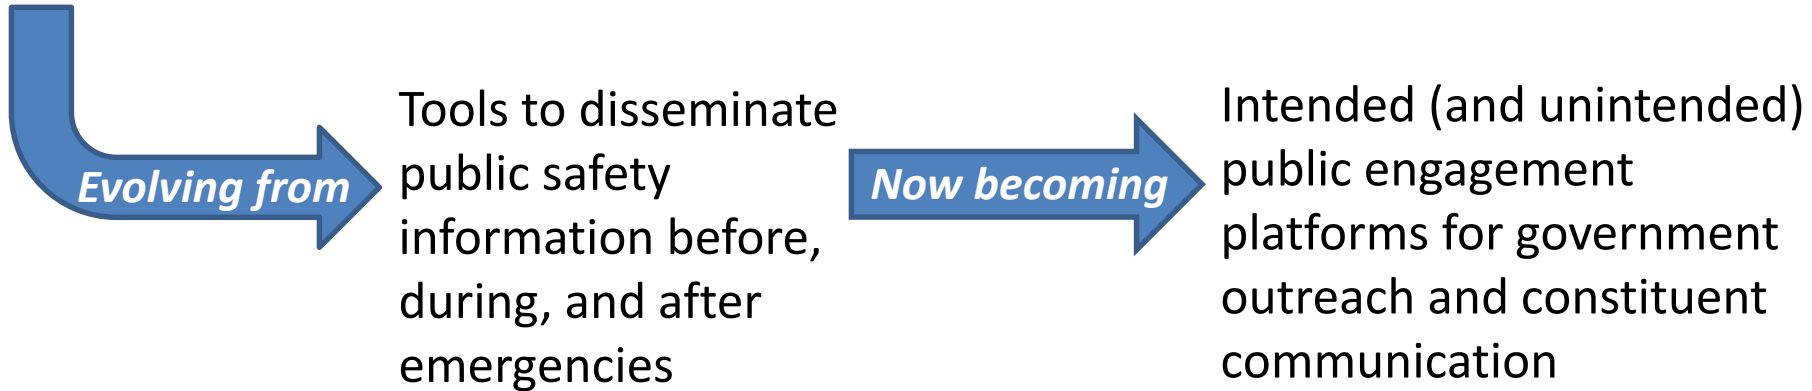 Evolving from
Tools to disseminate
public safety
information before,
during, and after
emergencies
Now becoming
Intended (and unintended)
public engagement
platforms for government
outreach and constituent
communication